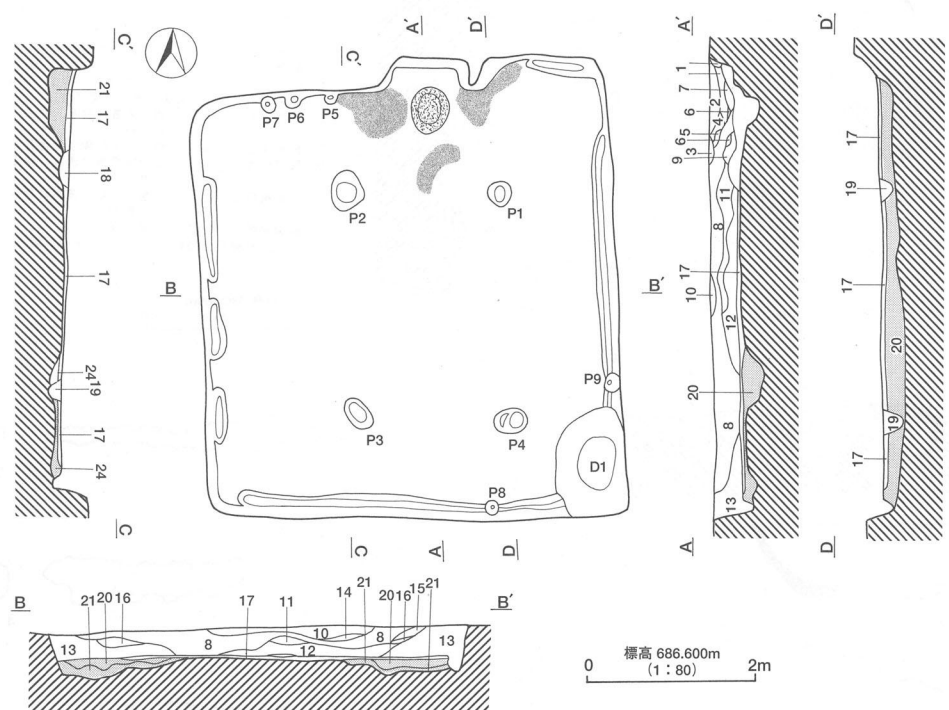 A′
D′
C′
P7
P6
P5
P2
P1
B
B′
P9
P3
P4
D1
P8
C
A
D
C′
21
17
18
17
24
19
17
24
C
A′
1
7
2
6
4
5
6
3
9
11
8
17
10
12
20
8
13
A
D′
17
19
17
20
19
17
D
B
B′
21
20
16
17
11
14
21
20
16
15
21
13
8
10
12
8
13
標高 686.600m
(1：80)
0
2m